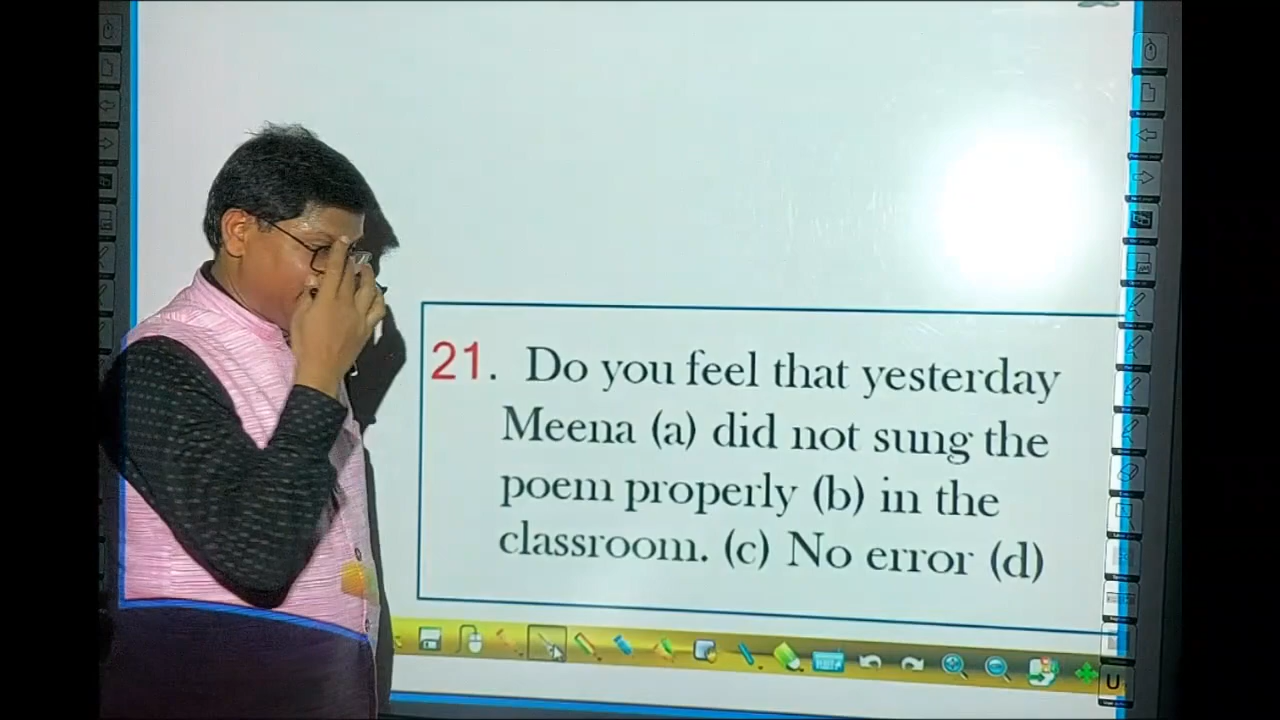 21. Do you feel that yesterday
Meena (a) did not sung the
poem properly (b) in the
classroom. (c) No error (d)
U